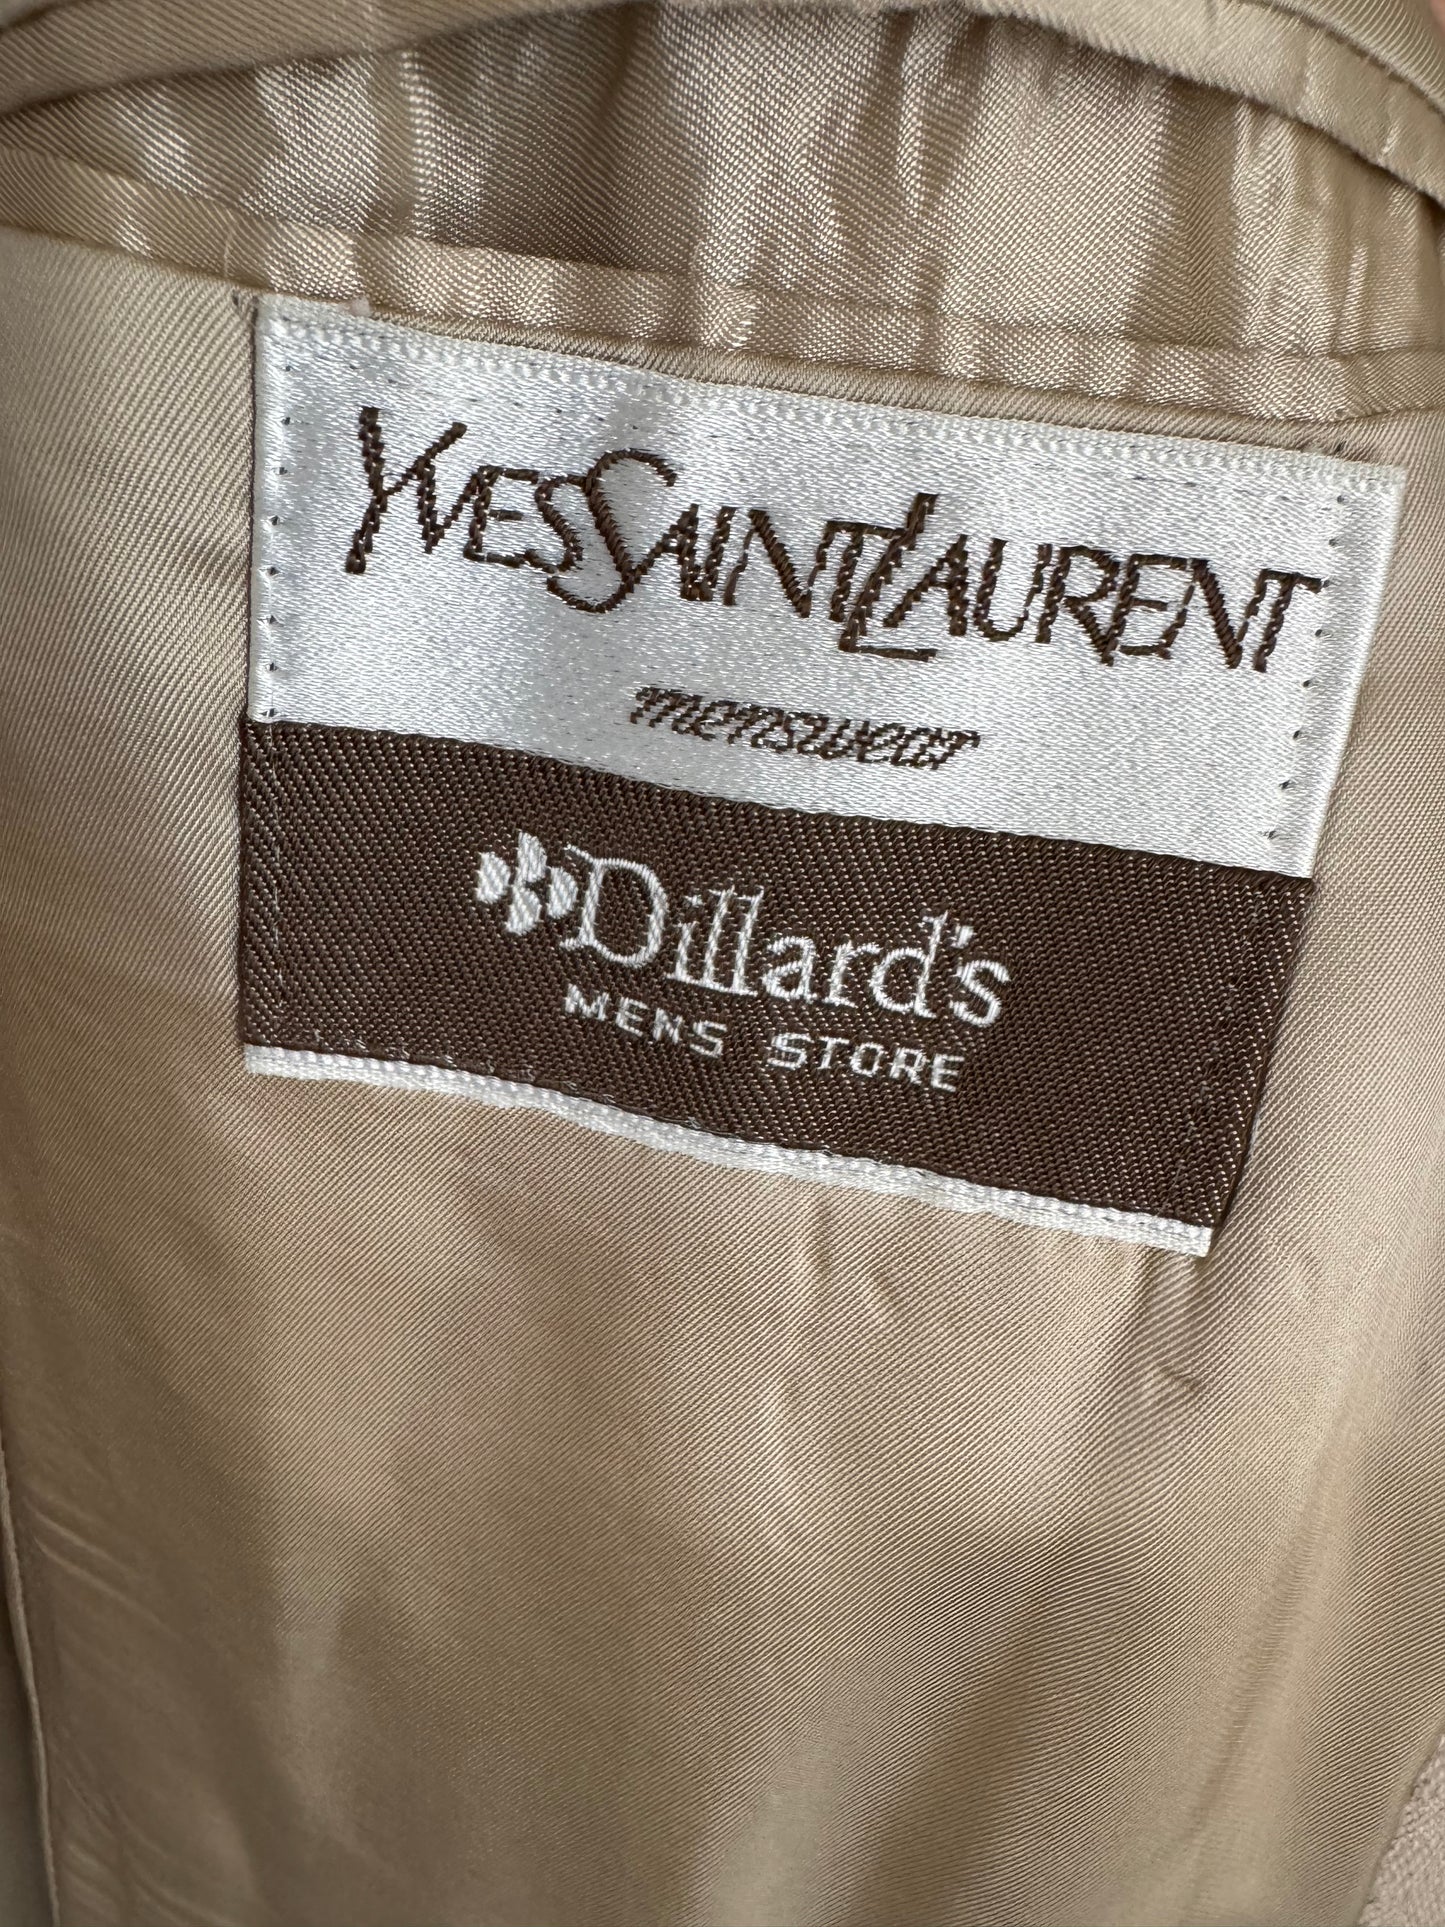 YVESSAINTLAURENT
menswear
Dillard's
MENS STORE